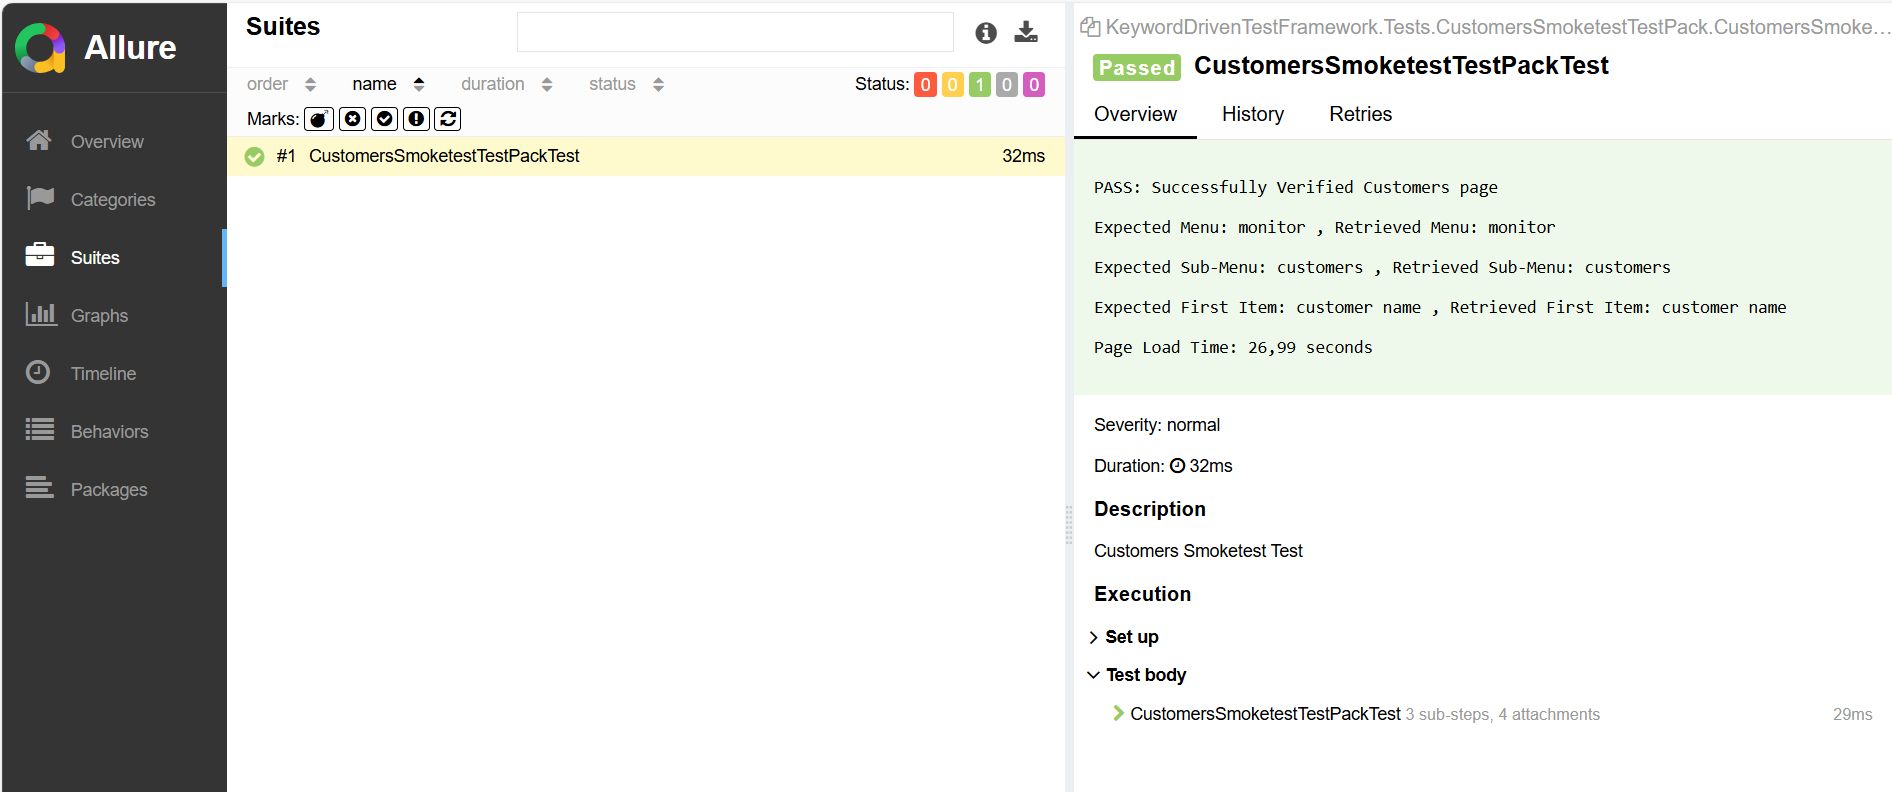 Allure
Overview
Categories
Suites
Graphs
Timeline
Behaviors
Packages
Suites
order name duration status Status: 0 0 1 0 0
Marks:
#1 CustomersSmoketestTestPackTest 32ms
KeywordDrivenTestFramework.Tests.CustomersSmoketestTestPack.CustomersSmoke...
Passed CustomersSmoketestTestPackTest
Overview History Retries
PASS: Successfully Verified Customers page
Expected Menu: monitor , Retrieved Menu: monitor
Expected Sub-Menu: customers , Retrieved Sub-Menu: customers
Expected First Item: customer name , Retrieved First Item: customer name
Page Load Time: 26,99 seconds
Severity: normal
Duration: 32ms
Description
Customers Smoketest Test
Execution
Set up
Test body
CustomersSmoketestTestPackTest 3 sub-steps, 4 attachments 29ms